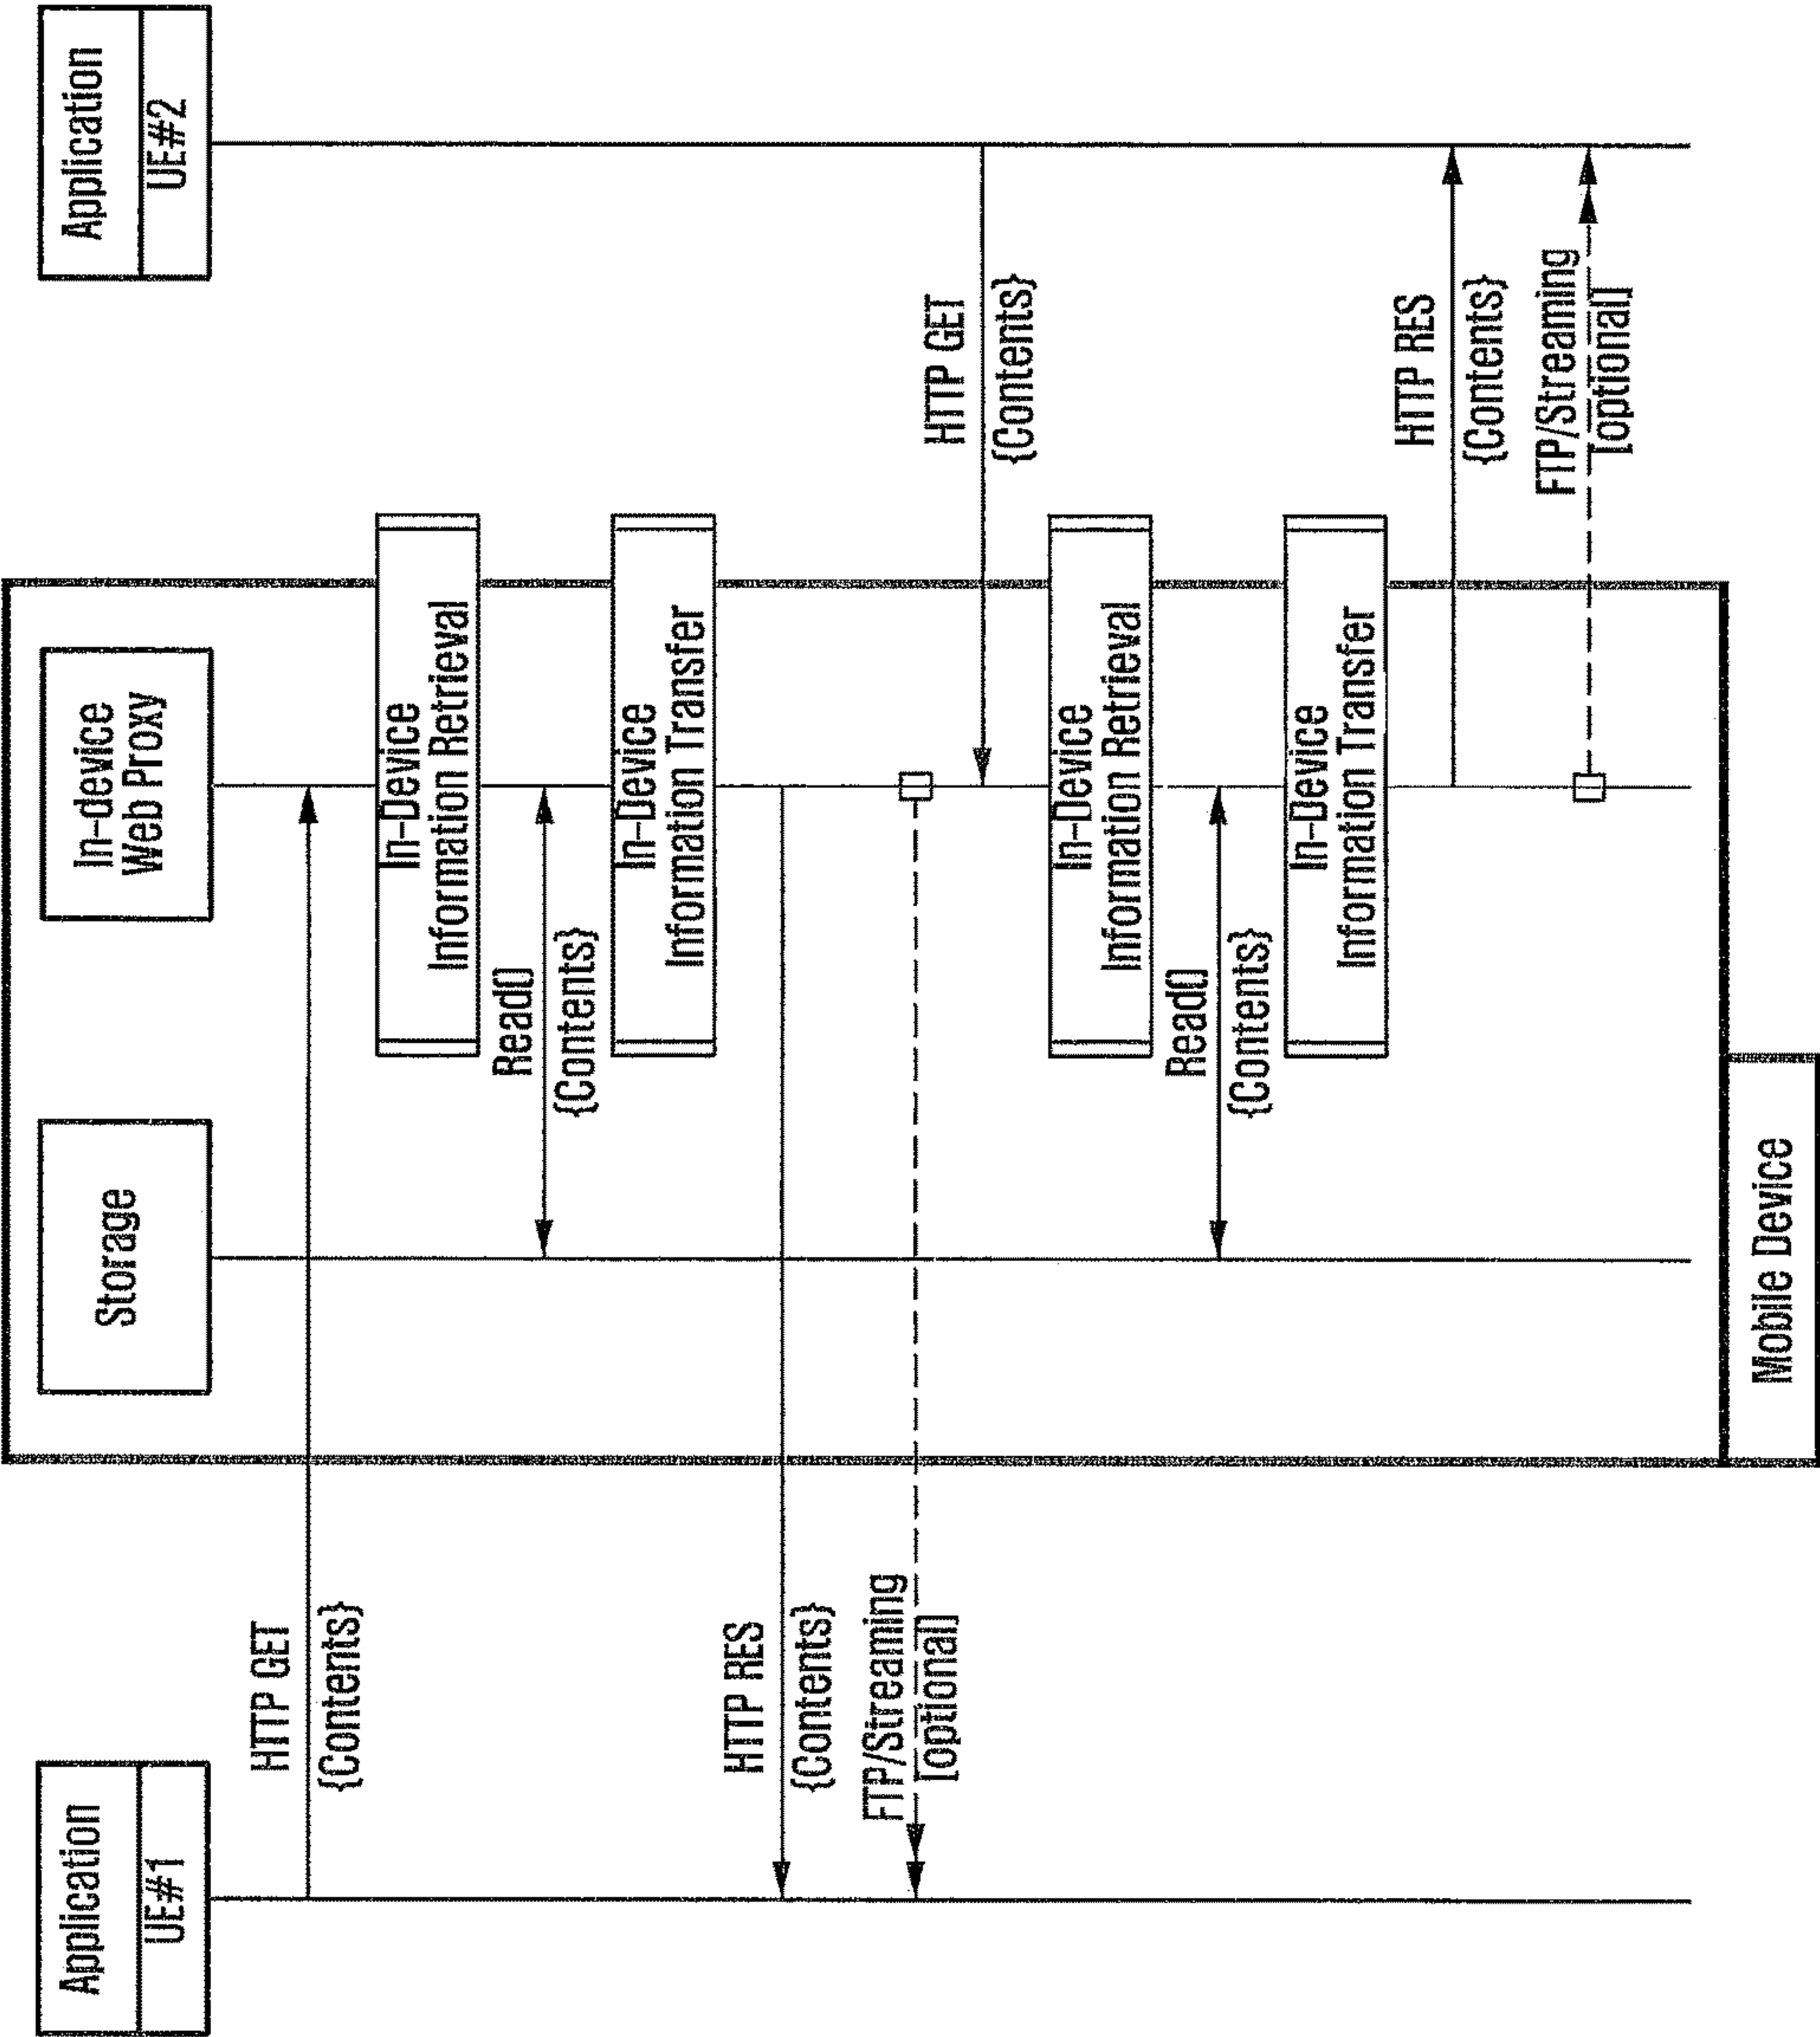 Application
UE#1
Storage
In-device
Web Proxy
Application
UE#2
HTTP GET
{Contents}
In-Device
Information Retrieval
Read()
{Contents}
In-Device
Information Transfer
HTTP RES
{Contents}
FTP/Streaming
[optional]
HTTP GET
{Contents}
In-Device
Information Retrieval
Read()
{Contents}
In-Device
Information Transfer
HTTP RES
{Contents}
FTP/Streaming
[optional]
Mobile Device